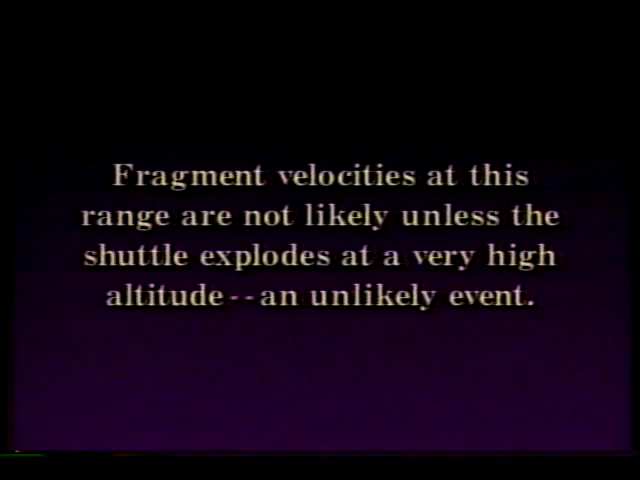 Fragment velocities at this
range are not likely unless the
shuttle explodes at a very high
altitude--an unlikely event.